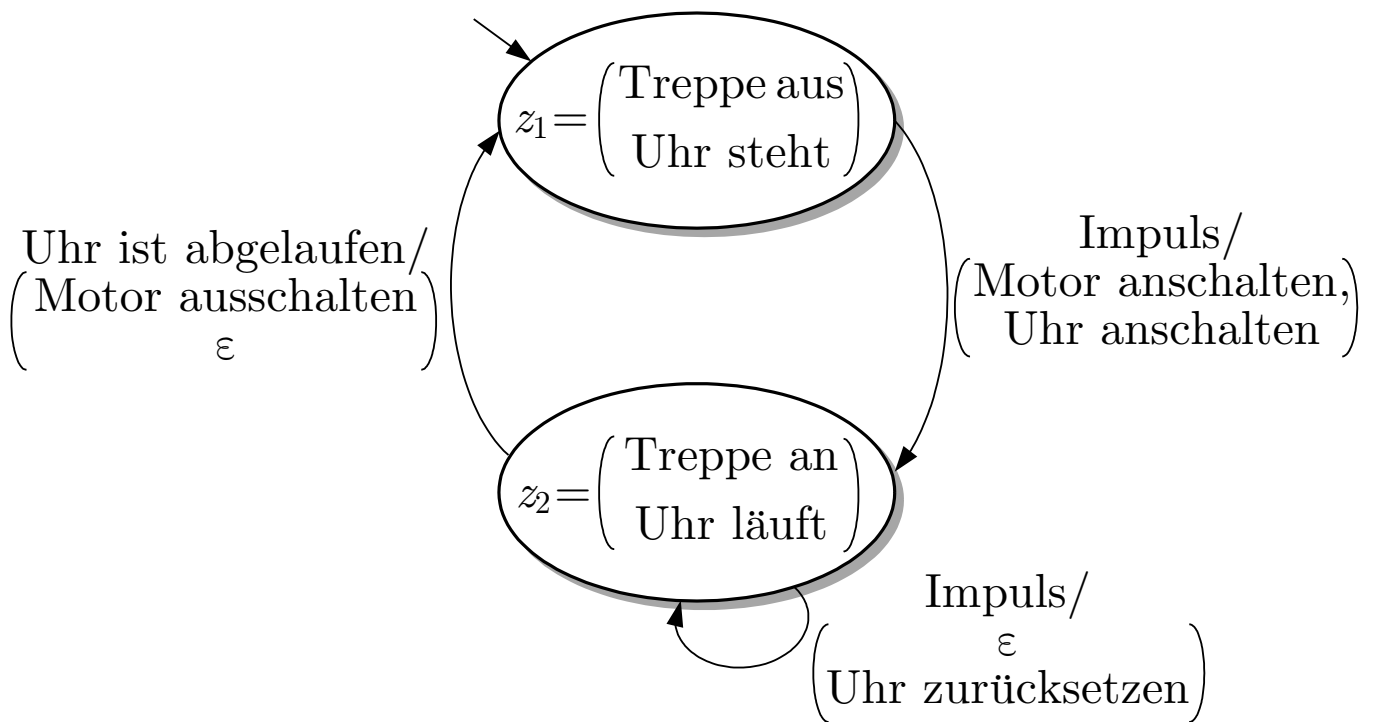 z₁= (Treppe aus
Uhr steht)
Uhr ist abgelaufen/
(Motor ausschalten
ε)
Impuls/
(Motor anschalten,
Uhr anschalten)
z₂= (Treppe an
Uhr läuft)
Impuls/
(ε
Uhr zurücksetzen)